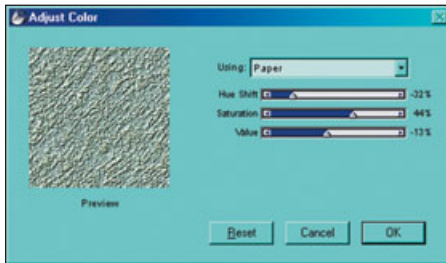 Adjust Color
Using: Paper
Hue Shift -32%
Saturation 44%
Value -13%
Preview
Reset Cancel OK